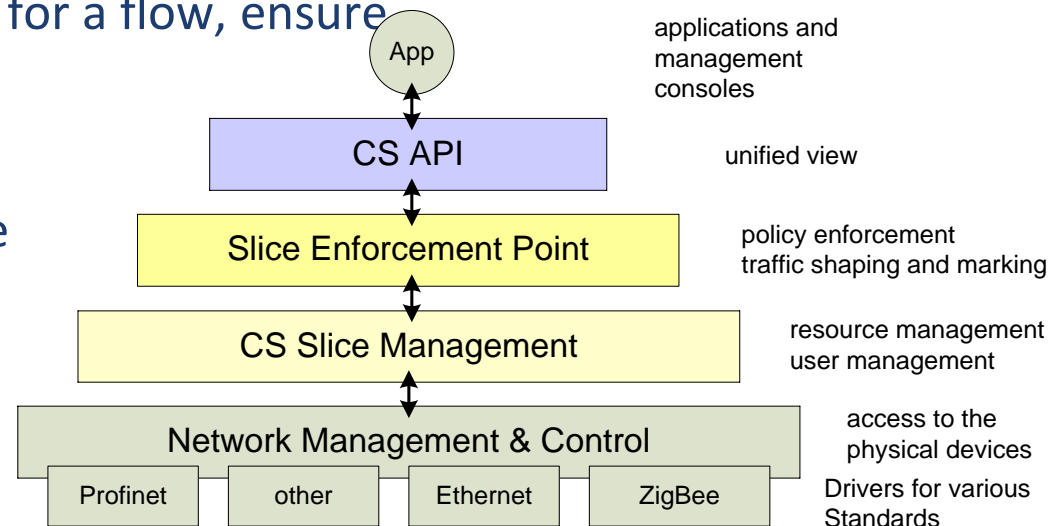 for a flow, ensure
App
applications and
management
consoles
CS API
unified view
e
Slice Enforcement Point
policy enforcement
traffic shaping and marking
CS Slice Management
resource management
user management
Network Management & Control
access to the
physical devices
Profinet
other
Ethernet
ZigBee
Drivers for various
Standards